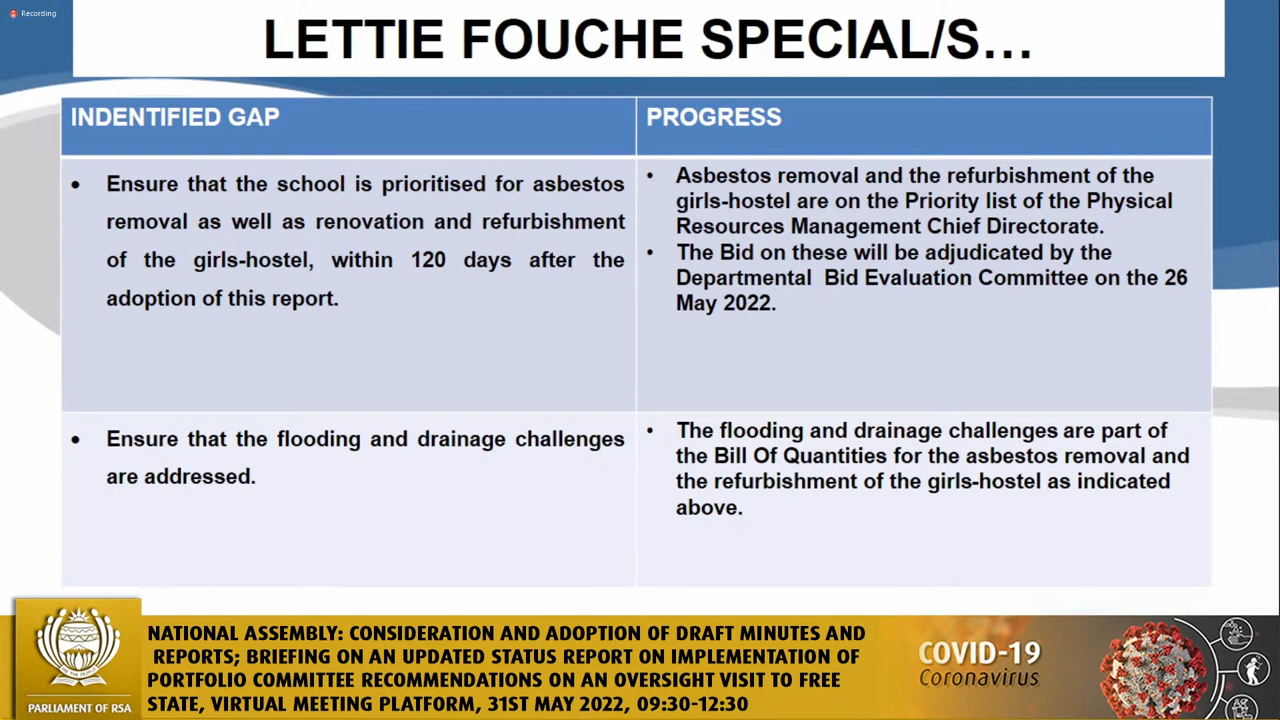 Recording
LETTIE FOUCHE SPECIAL/S…
INDENTIFIED GAP
PROGRESS
• Ensure that the school is prioritised for asbestos
removal as well as renovation and refurbishment
of the girls-hostel, within 120 days after the
adoption of this report.
• Asbestos removal and the refurbishment of the
girls-hostel are on the Priority list of the Physical
Resources Management Chief Directorate.
• The Bid on these will be adjudicated by the
Departmental Bid Evaluation Committee on the 26
May 2022.
• Ensure that the flooding and drainage challenges
are addressed.
• The flooding and drainage challenges are part of
the Bill Of Quantities for the asbestos removal and
the refurbishment of the girls-hostel as indicated
above.
PARLIAMENT OF RSA
NATIONAL ASSEMBLY: CONSIDERATION AND ADOPTION OF DRAFT MINUTES AND
REPORTS; BRIEFING ON AN UPDATED STATUS REPORT ON IMPLEMENTATION OF
PORTFOLIO COMMITTEE RECOMMENDATIONS ON AN OVERSIGHT VISIT TO FREE
STATE, VIRTUAL MEETING PLATFORM, 31ST MAY 2022, 09:30-12:30
COVID-19
Coronavirus